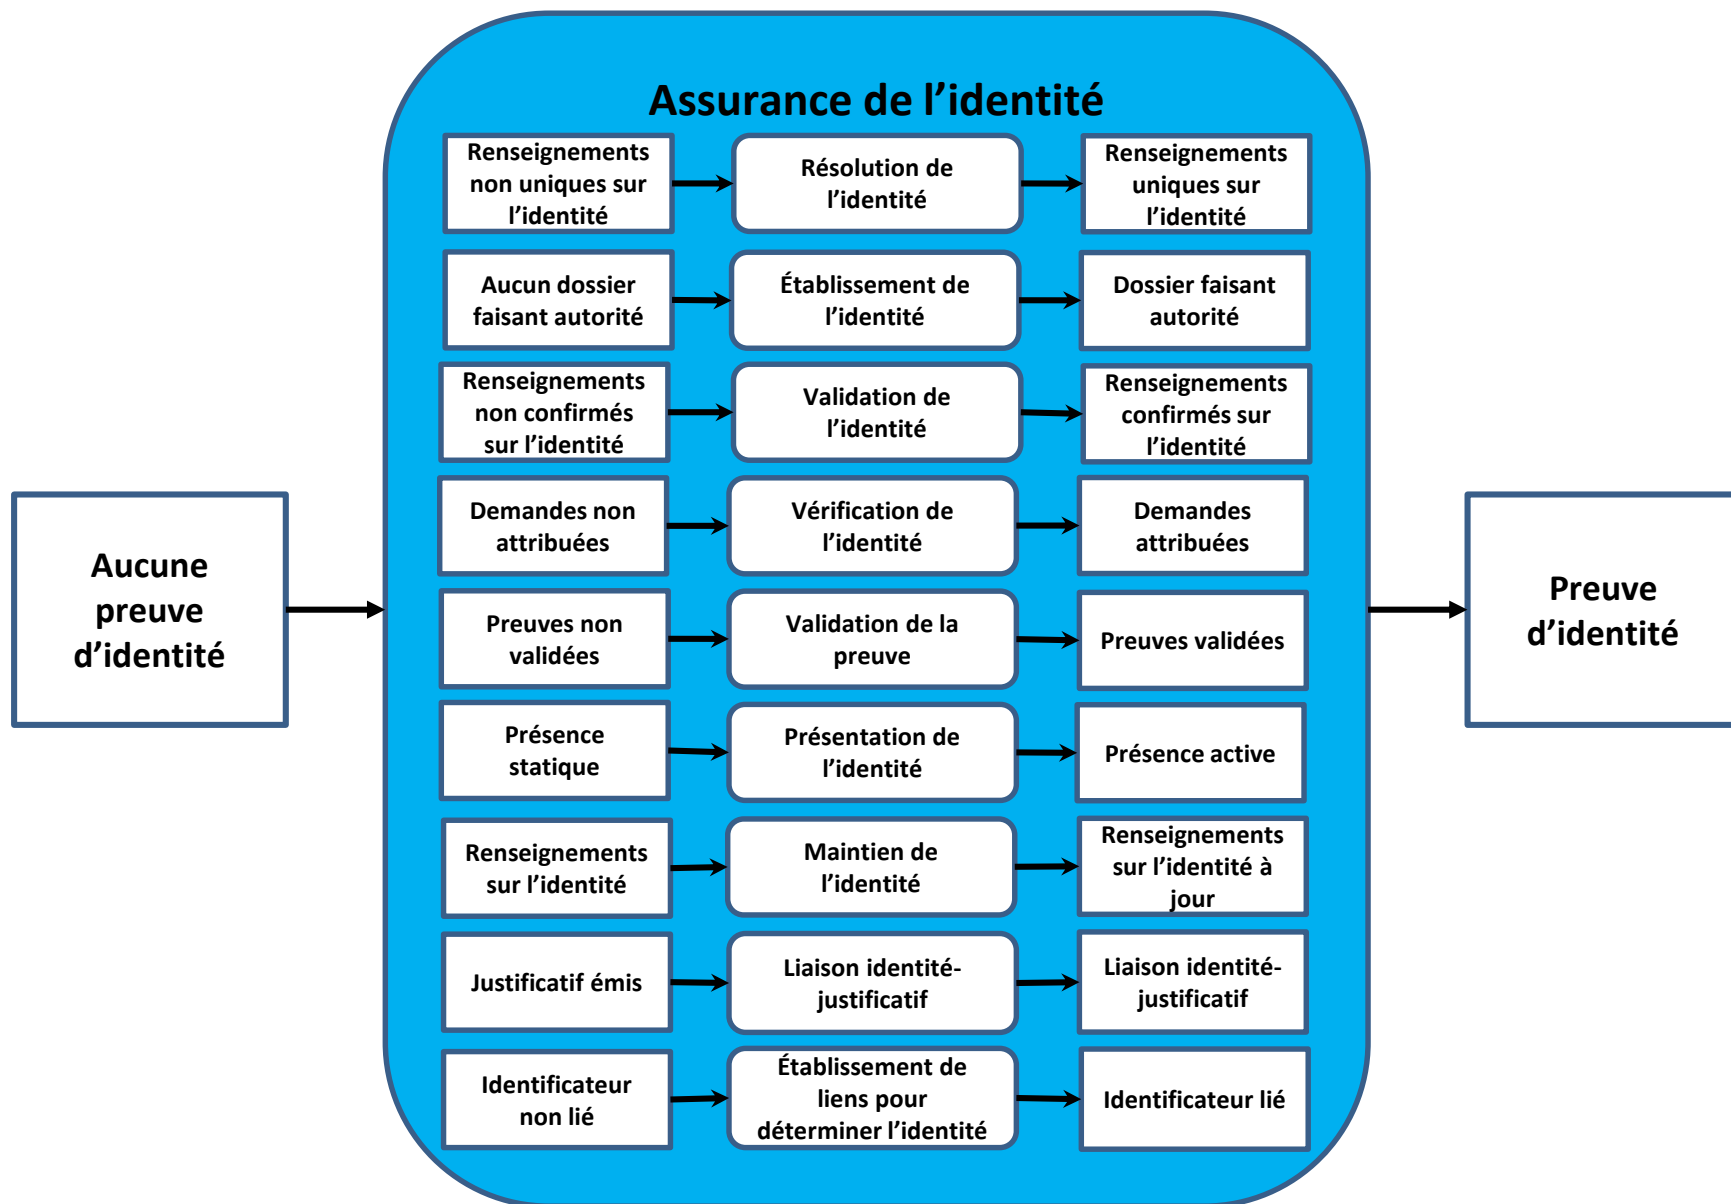 Assurance de l’identité
Renseignements
non uniques sur
l’identité
Résolution de
l’identité
Renseignements
uniques sur
l’identité
Aucun dossier
faisant autorité
Établissement de
l’identité
Dossier faisant
autorité
Renseignements
non confirmés
sur l’identité
Validation de
l’identité
Renseignements
confirmés sur
l’identité
Demandes non
attribuées
Vérification de
l’identité
Demandes
attribuées
Aucune
preuve
d’identité
Preuve
d’identité
Preuves non
validées
Validation de la
preuve
Preuves validées
Présence
statique
Présentation de
l’identité
Présence active
Renseignements
sur l’identité
Maintien de
l’identité
Renseignements
sur l’identité à
jour
Justificatif émis
Liaison identité-
justificatif
Liaison identité-
justificatif
Identificateur
non lié
Établissement de
liens pour
déterminer l’identité
Identificateur lié